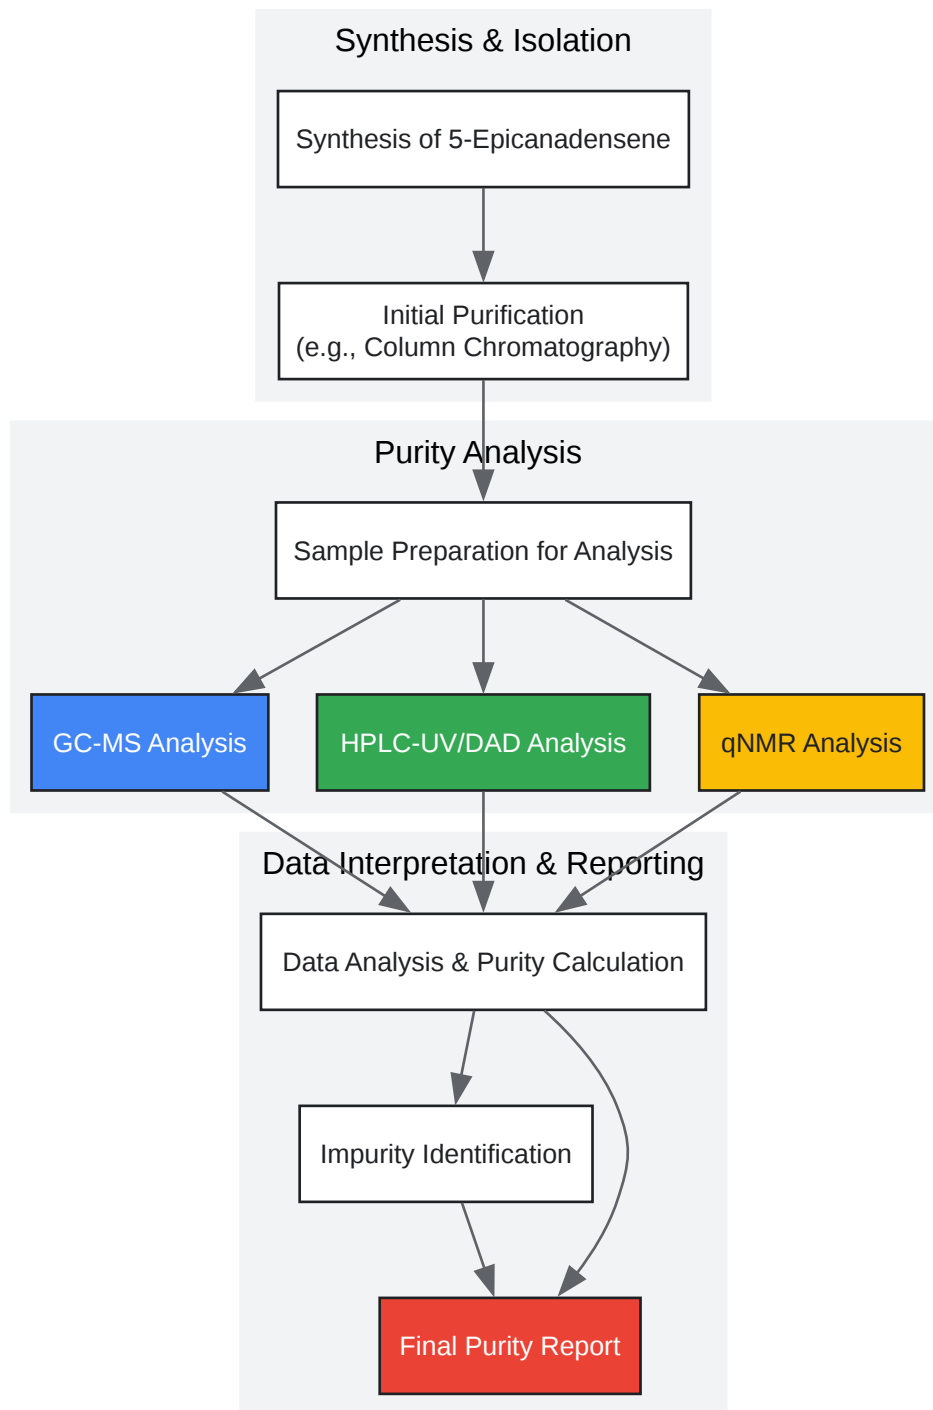 Synthesis & Isolation
Synthesis of 5-Epicanadensene
Initial Purification
(e.g., Column Chromatography)
Purity Analysis
Sample Preparation for Analysis
GC-MS Analysis
HPLC-UV/DAD Analysis
qNMR Analysis
Data Interpretation & Reporting
Data Analysis & Purity Calculation
Impurity Identification
Final Purity Report